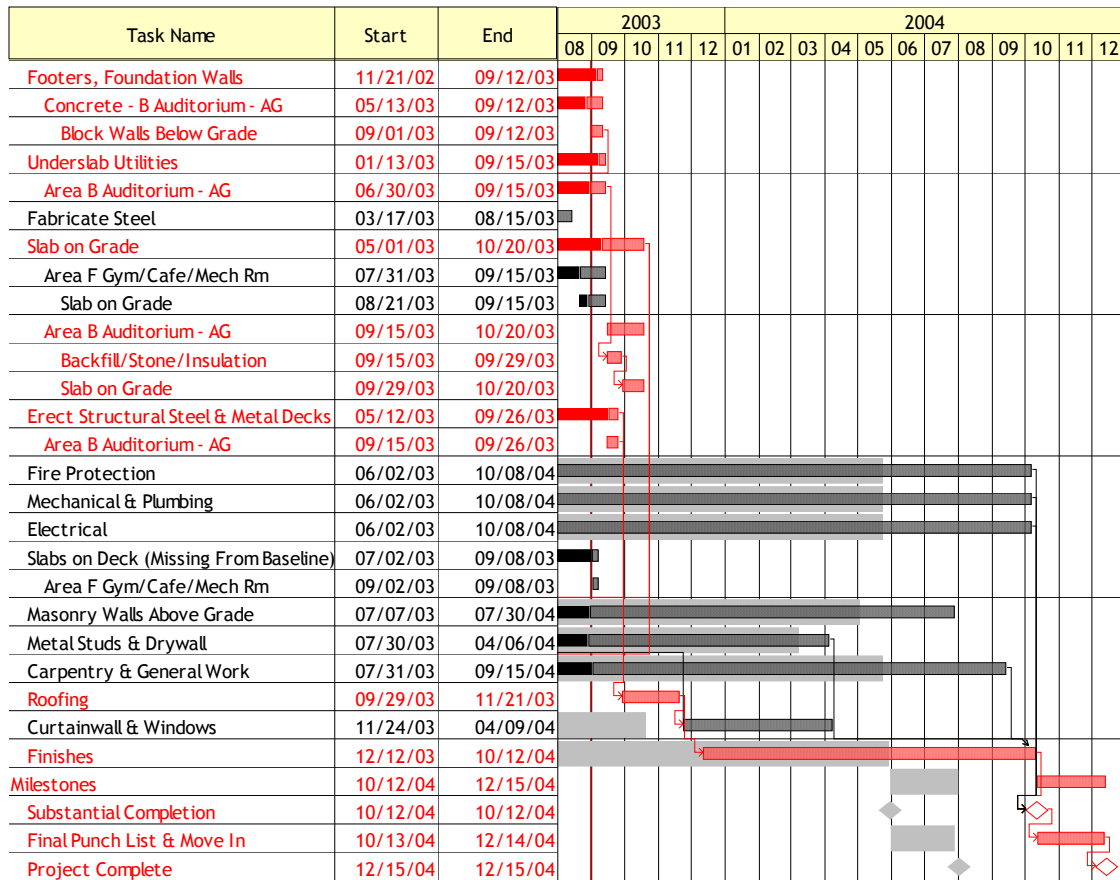 Task Name Start End 2003 2004
08 09 10 11 12 01 02 03 04 05 06 07 08 09 10 11 12
Footers, Foundation Walls 11/21/02 09/12/03
Concrete - B Auditorium - AG 05/13/03 09/12/03
Block Walls Below Grade 09/01/03 09/12/03
Underslab Utilities 01/13/03 09/15/03
Area B Auditorium - AG 06/30/03 09/15/03
Fabricate Steel 03/17/03 08/15/03
Slab on Grade 05/01/03 10/20/03
Area F Gym/Cafe/Mech Rm 07/31/03 09/15/03
Slab on Grade 08/21/03 09/15/03
Area B Auditorium - AG 09/15/03 10/20/03
Backfill/Stone/Insulation 09/15/03 09/29/03
Slab on Grade 09/29/03 10/20/03
Erect Structural Steel & Metal Decks 05/12/03 09/26/03
Area B Auditorium - AG 09/15/03 09/26/03
Fire Protection 06/02/03 10/08/04
Mechanical & Plumbing 06/02/03 10/08/04
Electrical 06/02/03 10/08/04
Slabs on Deck (Missing From Baseline) 07/02/03 09/08/03
Area F Gym/Cafe/Mech Rm 09/02/03 09/08/03
Masonry Walls Above Grade 07/07/03 07/30/04
Metal Studs & Drywall 07/30/03 04/06/04
Carpentry & General Work 07/31/03 09/15/04
Roofing 09/29/03 11/21/03
Curtainwall & Windows 11/24/03 04/09/04
Finishes 12/12/03 10/12/04
Milestones 10/12/04 12/15/04
Substantial Completion 10/12/04 10/12/04
Final Punch List & Move In 10/13/04 12/14/04
Project Complete 12/15/04 12/15/04